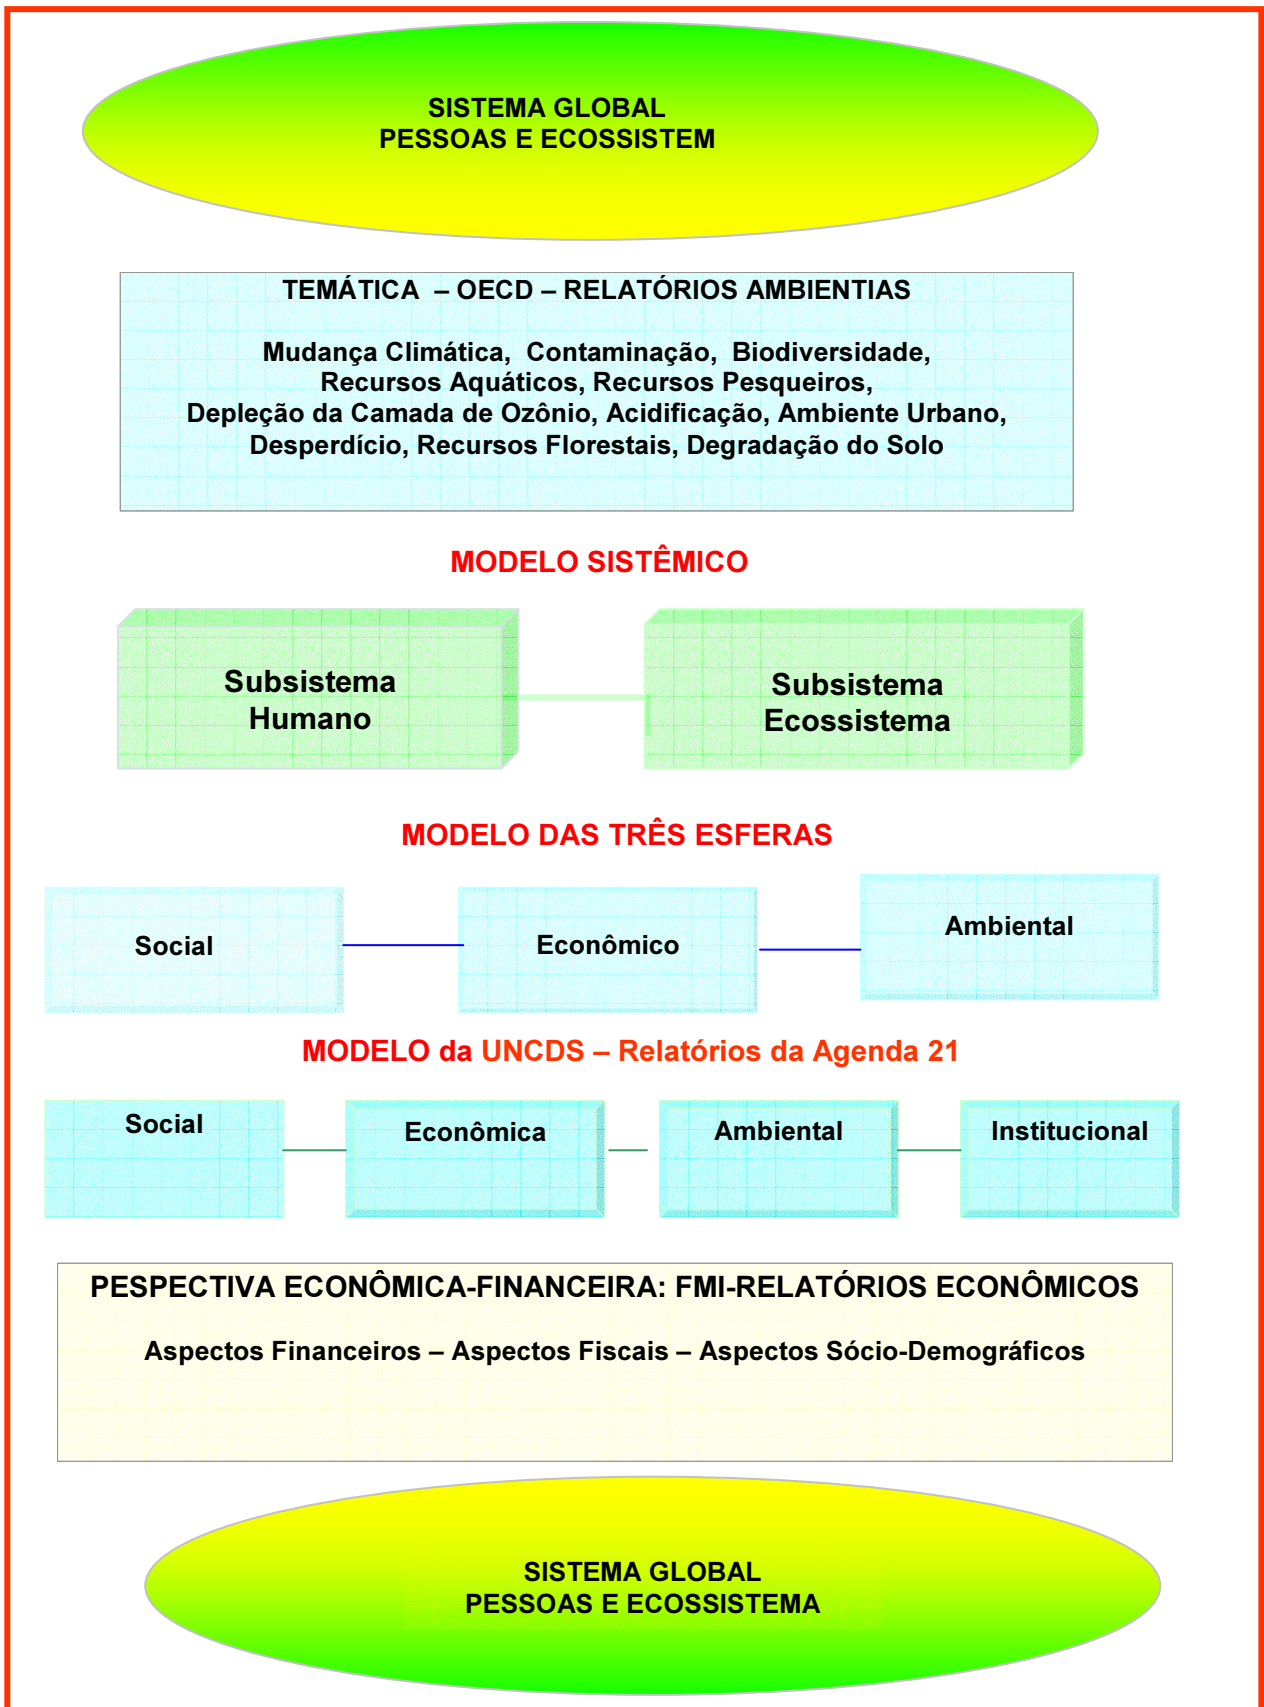 SISTEMA GLOBAL
PESSOAS E ECOSSISTEM
TEMÁTICA – OECD – RELATÓRIOS AMBIENTIAS
Mudança Climática, Contaminação, Biodiversidade,
Recursos Aquáticos, Recursos Pesqueiros,
Depleção da Camada de Ozônio, Acidificação, Ambiente Urbano,
Desperdício, Recursos Florestais, Degradação do Solo
MODELO SISTÊMICO
Subsistema
Humano
Subsistema
Ecossistema
MODELO DAS TRÊS ESFERAS
Social
Econômico
Ambiental
MODELO da UNCDS – Relatórios da Agenda 21
Social
Econômica
Ambiental
Institucional
PESPECTIVA ECONÔMICA-FINANCEIRA: FMI-RELATÓRIOS ECONÔMICOS
Aspectos Financeiros – Aspectos Fiscais – Aspectos Sócio-Demográficos
SISTEMA GLOBAL
PESSOAS E ECOSSISTEMA